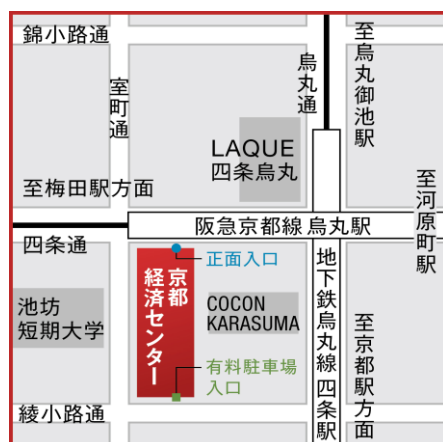 錦小路通
室町通
烏丸通
至烏丸御池駅
LAQUE
四条烏丸
至梅田駅方面
至河原町駅
阪急京都線 烏丸駅
四条通
正面入口
京都
経済センター
地下鉄烏丸線 四条駅
池坊
短期大学
COCON
KARASUMA
至京都駅方面
有料駐車場
入口
綾小路通